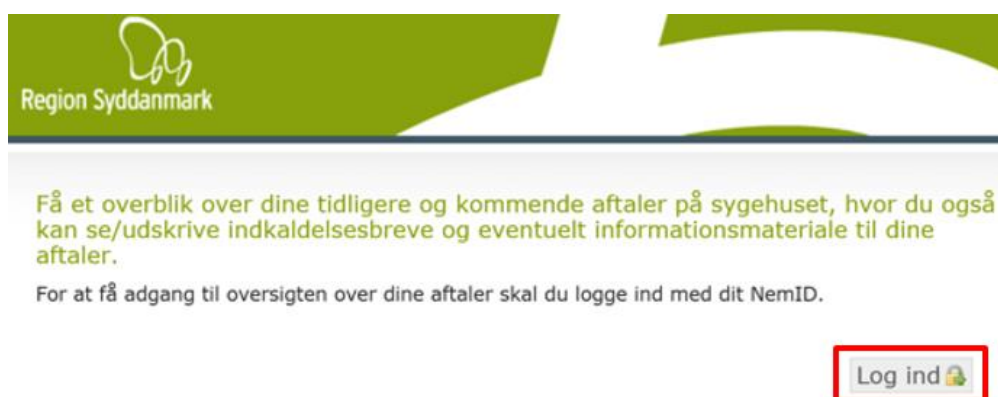 Region Syddanmark
Få et overblik over dine tidligere og kommende aftaler på sygehuset, hvor du også
kan se/udskrive indkaldelsesbreve og eventuelt informationsmateriale til dine
aftaler.
For at få adgang til oversigten over dine aftaler skal du logge ind med dit NemID.
Log ind